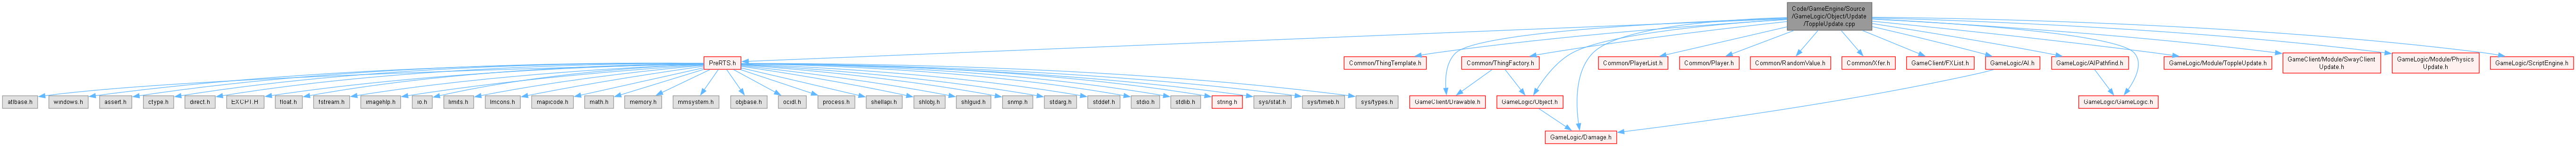 Code/GameEngine/Source
/GameLogic/Object/Update
/ToppleUpdate.cpp
PreRTS.h
Common/ThingTemplate.h
Common/ThingFactory.h
Common/PlayerList.h
Common/Player.h
Common/RandomValue.h
Common/Xfer.h
GameClient/FXList.h
GameLogic/AI.h
GameLogic/AIPathfind.h
GameLogic/Module/ToppleUpdate.h
GameClient/Module/SwayClient
Update.h
GameLogic/Module/Physics
Update.h
GameLogic/ScriptEngine.h
atlbase.h
windows.h
assert.h
ctype.h
direct.h
EXCPT.H
float.h
fstream.h
imagehlp.h
io.h
limits.h
lmcons.h
mapicode.h
math.h
memory.h
mmsystem.h
objbase.h
ocidl.h
process.h
shellapi.h
shlobj.h
shlguid.h
snmp.h
stdarg.h
stddef.h
stdio.h
stdlib.h
string.h
sys/stat.h
sys/timeb.h
sys/types.h
GameClient/Drawable.h
GameLogic/Object.h
GameLogic/GameLogic.h
GameLogic/Damage.h